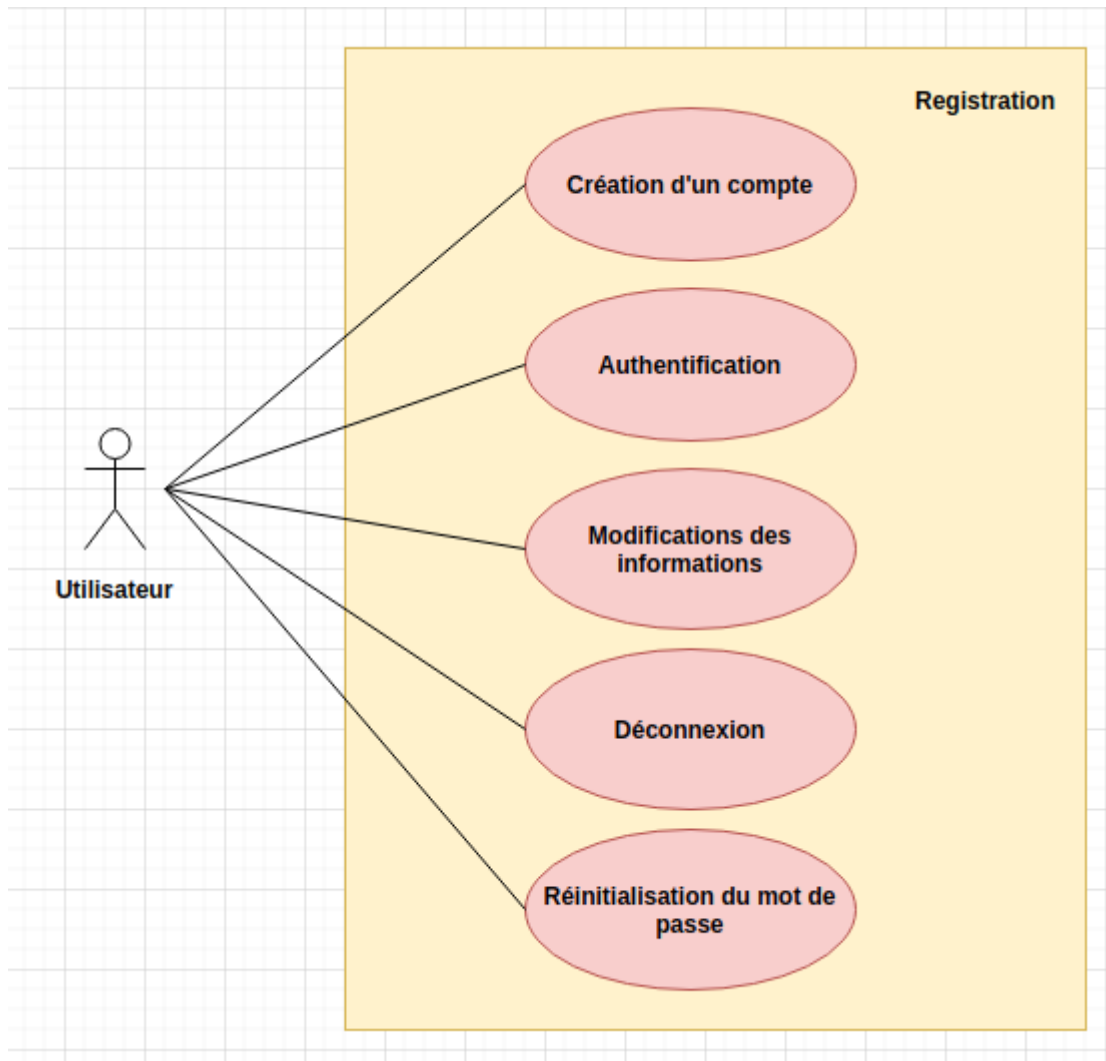 Registration
Création d'un compte
Authentification
Modifications des
informations
Utilisateur
Déconnexion
Réinitialisation du mot de
passe